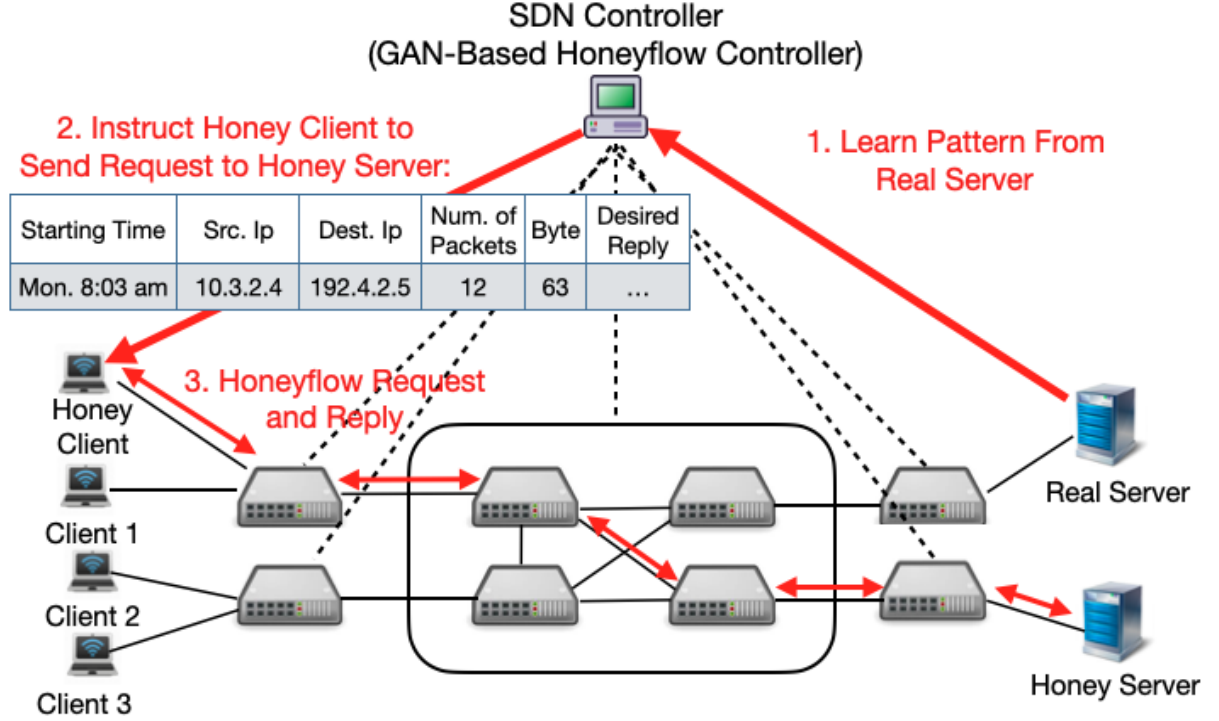 SDN Controller
(GAN-Based Honeyflow Controller)
2. Instruct Honey Client to
Send Request to Honey Server:
1. Learn Pattern From
Real Server
Starting Time Src. Ip Dest. Ip Num. of Packets Byte Desired Reply
Mon. 8:03 am 10.3.2.4 192.4.2.5 12 63 ...
3. Honeyflow Request
and Reply
Honey
Client
Client 1
Client 2
Client 3
Real Server
Honey Server